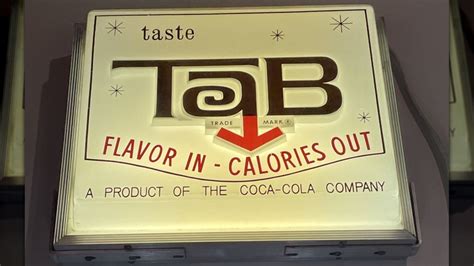 taste
TaB
TRADE MARK ®
FLAVOR IN - CALORIES OUT
A PRODUCT OF THE COCA-COLA COMPANY